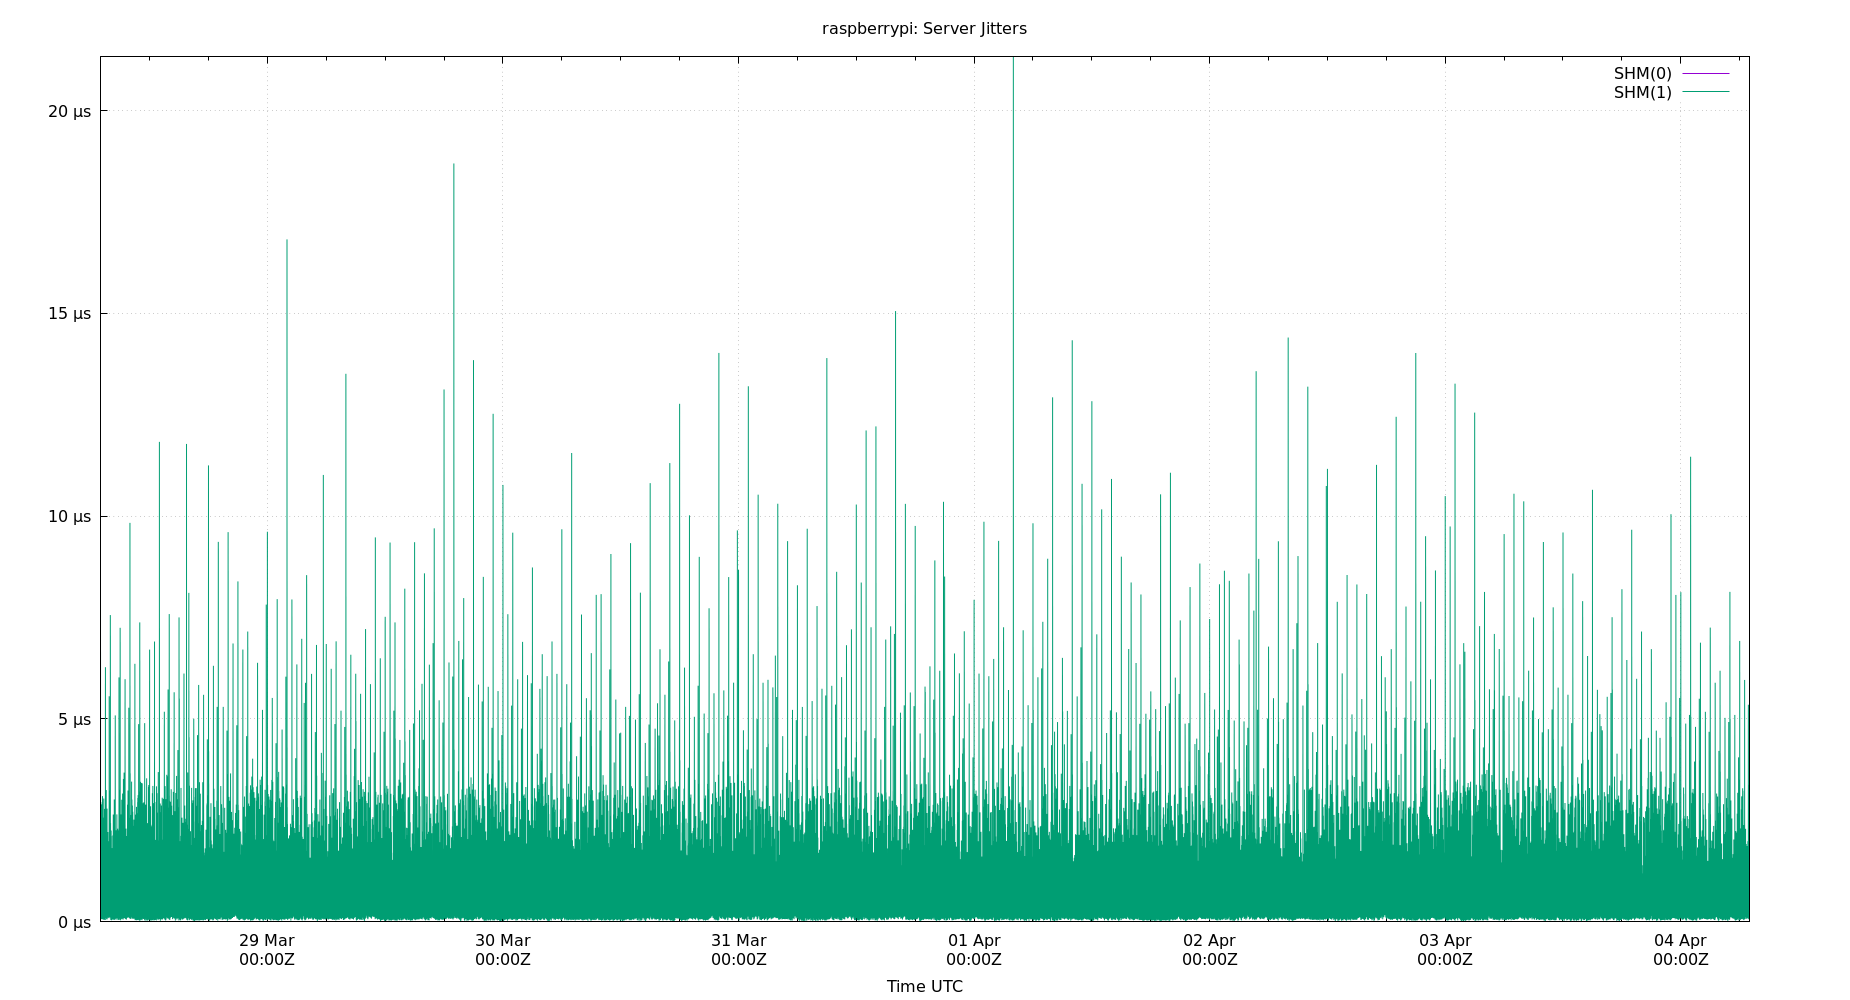 raspberrypi: Server Jitters
SHM(0)
SHM(1)
20 µs
15 µs
10 µs
5 µs
0 µs
29 Mar
00:00Z
30 Mar
00:00Z
31 Mar
00:00Z
01 Apr
00:00Z
02 Apr
00:00Z
03 Apr
00:00Z
04 Apr
00:00Z
Time UTC